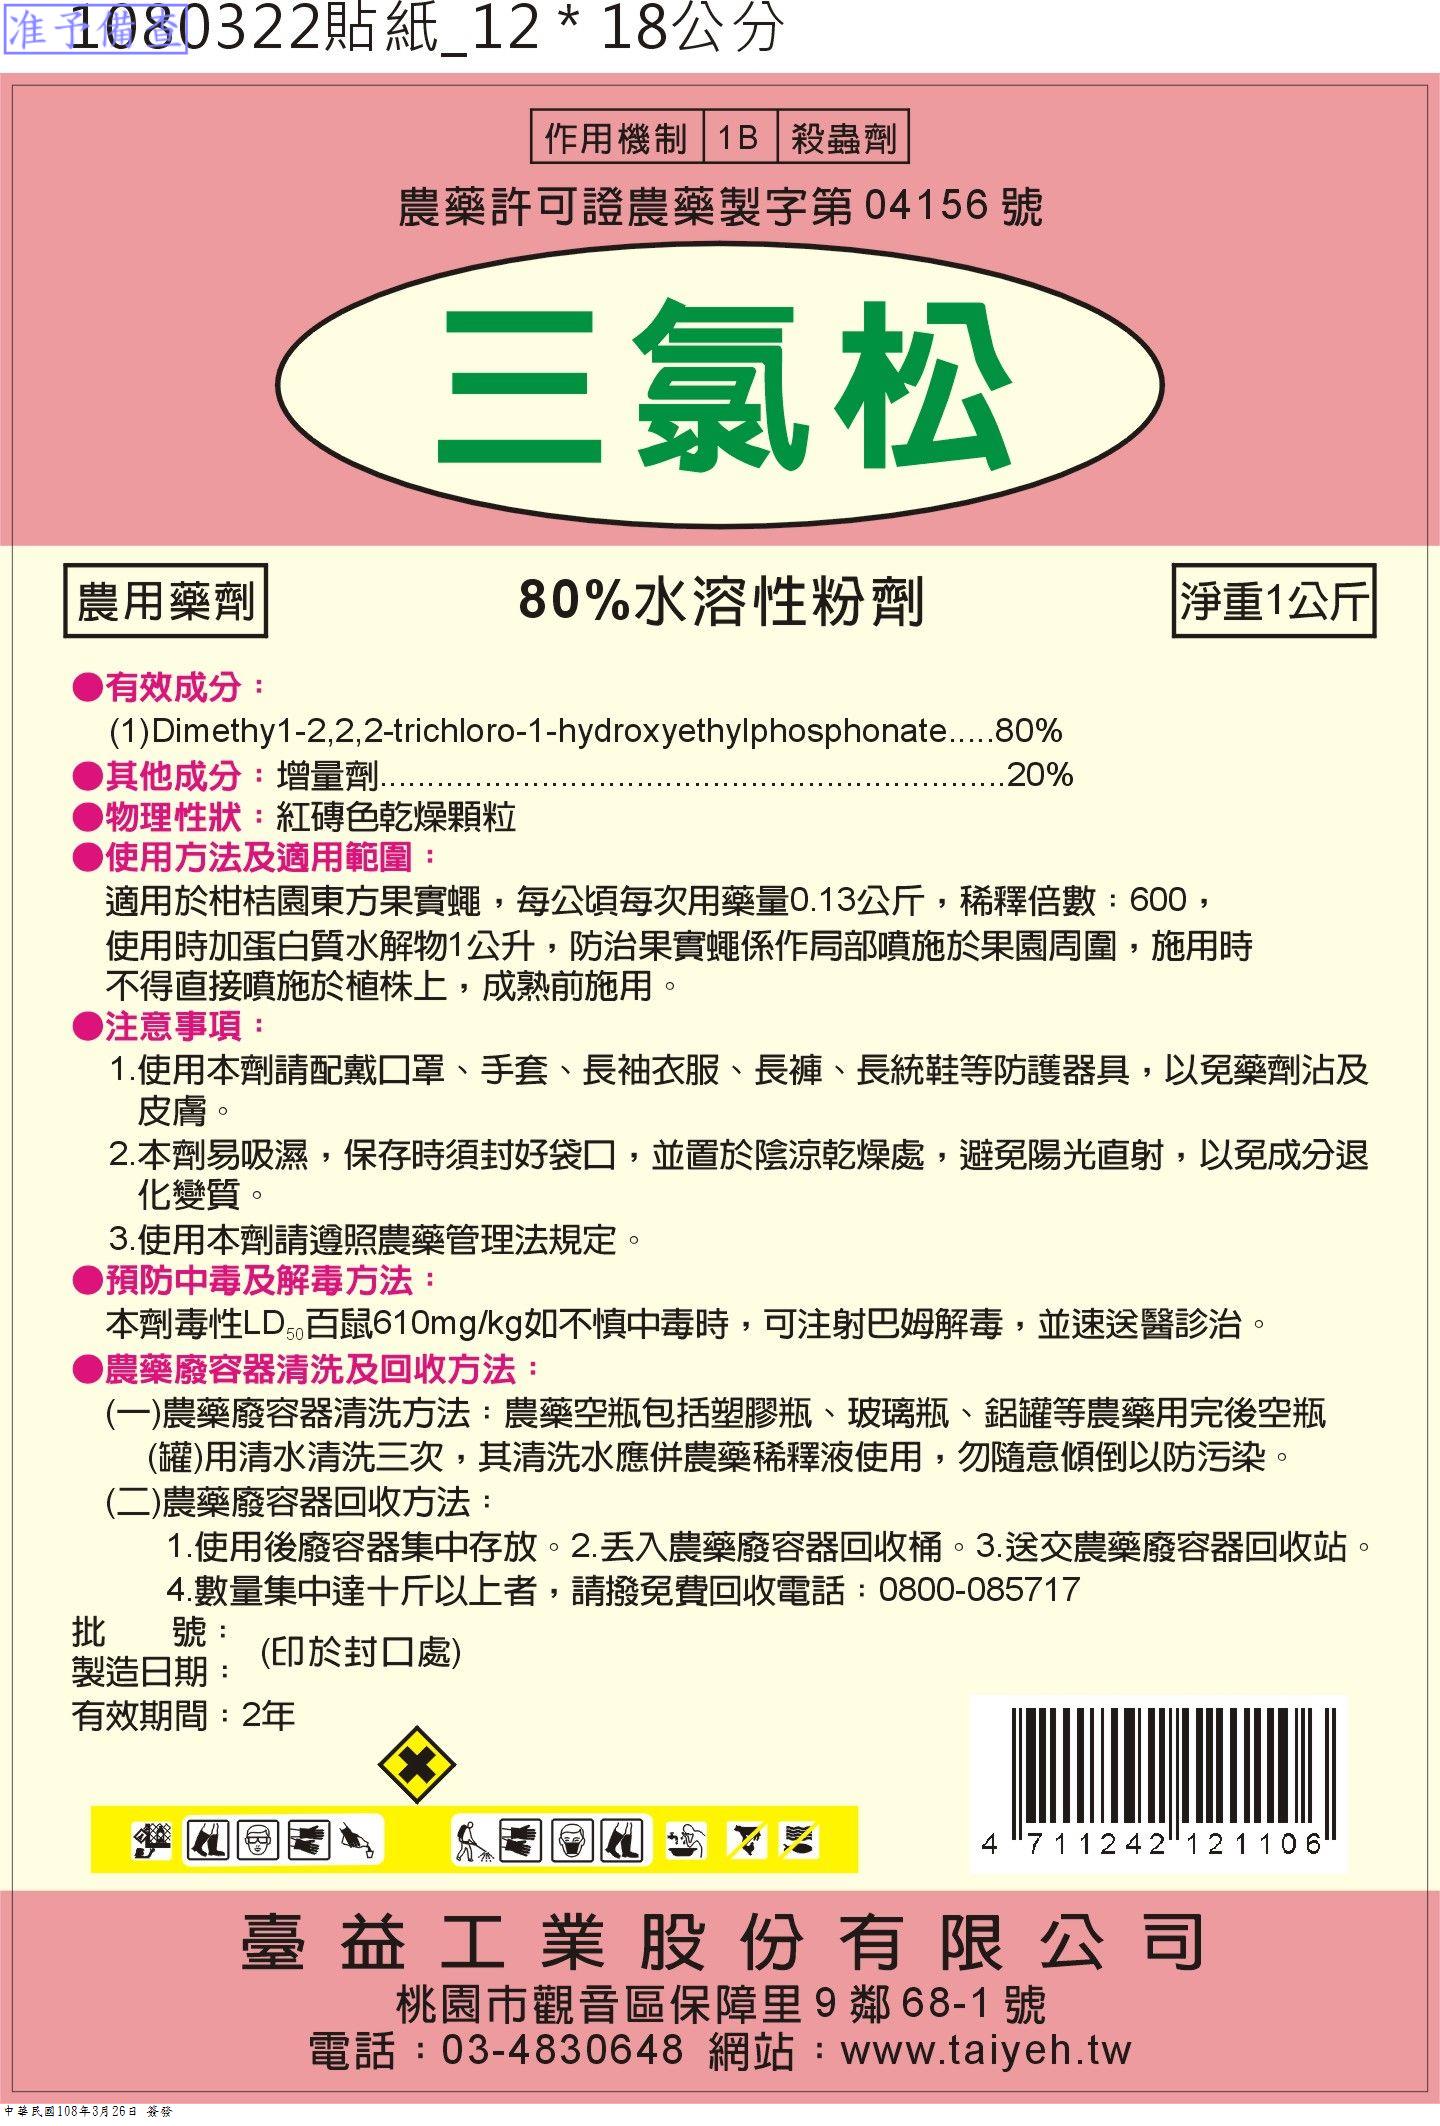 准予備查
1080322貼紙_12＊18公分
作用機制 1B 殺蟲劑
農藥許可證農藥製字第 04156 號
三氯松
農用藥劑 80%水溶性粉劑 淨重1公斤
●有效成分：
(1)Dimethy1-2,2,2-trichloro-1-hydroxyethylphosphonate.....80%
●其他成分：增量劑..................................................................20%
●物理性狀：紅磚色乾燥顆粒
●使用方法及適用範圍：
適用於柑桔園東方果實蠅，每公頃每次用藥量0.13公斤，稀釋倍數：600，
使用時加蛋白質水解物1公升，防治果實蠅係作局部噴施於果園周圍，施用時
不得直接噴施於植株上，成熟前施用。
●注意事項：
1.使用本劑請配戴口罩、手套、長袖衣服、長褲、長統鞋等防護器具，以免藥劑沾及
皮膚。
2.本劑易吸濕，保存時須封好袋口，並置於陰涼乾燥處，避免陽光直射，以免成分退
化變質。
3.使用本劑請遵照農藥管理法規定。
●預防中毒及解毒方法：
本劑毒性LD50百鼠610mg/kg如不慎中毒時，可注射巴姆解毒，並速送醫診治。
●農藥廢容器清洗及回收方法：
(一)農藥廢容器清洗方法：農藥空瓶包括塑膠瓶、玻璃瓶、鋁罐等農藥用完後空瓶
(罐)用清水清洗三次，其清洗水應併農藥稀釋液使用，勿隨意傾倒以防污染。
(二)農藥廢容器回收方法：
1.使用後廢容器集中存放。2.丟入農藥廢容器回收桶。3.送交農藥廢容器回收站。
4.數量集中達十斤以上者，請撥免費回收電話：0800-085717
批　　號：
製造日期：
(印於封口處)
有效期間：2年
4 711242 121106
臺益工業股份有限公司
桃園市觀音區保障里 9 鄰 68-1 號
電話：03-4830648 網站：www.taiyeh.tw
中華民國108年3月26日 簽發